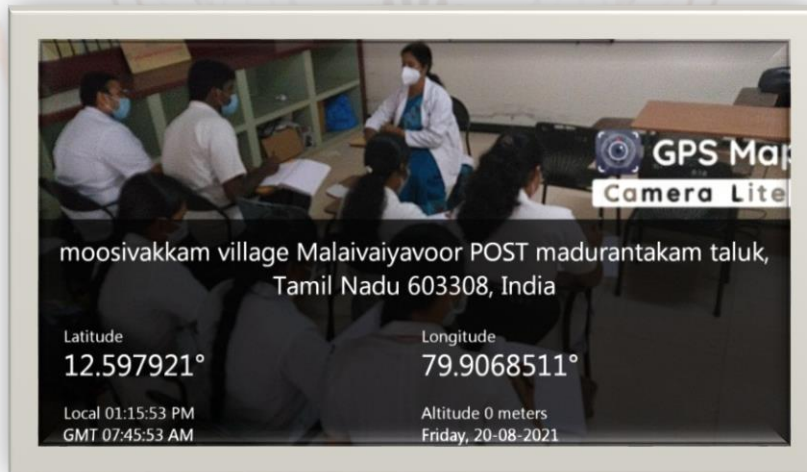 GPS Map
Camera Lite
moosivakkam village Malaivaiyavoor POST madurantakam taluk,
Tamil Nadu 603308, India
Latitude
12.597921°
Longitude
79.9068511°
Local 01:15:53 PM
GMT 07:45:53 AM
Altitude 0 meters
Friday, 20-08-2021